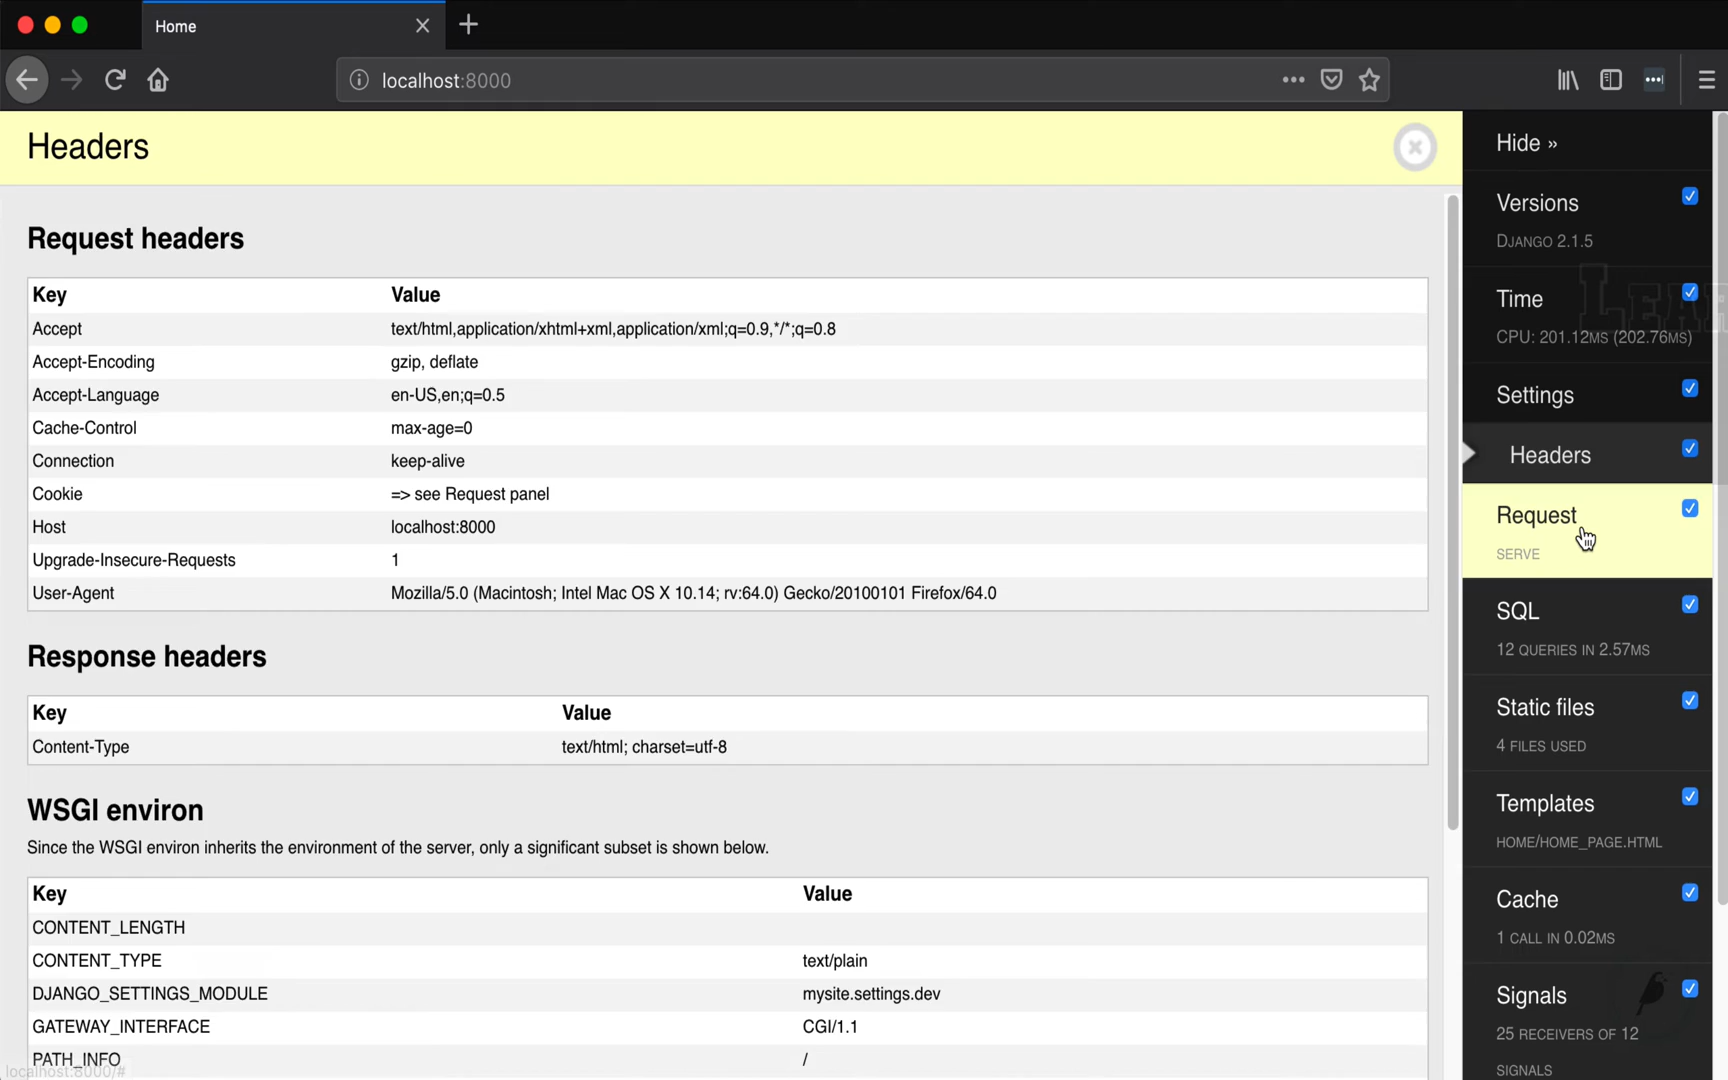 Home
localhost:8000
Headers
Request headers
Key Value
Accept text/html,application/xhtml+xml,application/xml;q=0.9,*/*;q=0.8
Accept-Encoding gzip, deflate
Accept-Language en-US,en;q=0.5
Cache-Control max-age=0
Connection keep-alive
Cookie => see Request panel
Host localhost:8000
Upgrade-Insecure-Requests 1
User-Agent Mozilla/5.0 (Macintosh; Intel Mac OS X 10.14; rv:64.0) Gecko/20100101 Firefox/64.0
Response headers
Key Value
Content-Type text/html; charset=utf-8
WSGI environ
Since the WSGI environ inherits the environment of the server, only a significant subset is shown below.
Key Value
CONTENT_LENGTH
CONTENT_TYPE text/plain
DJANGO_SETTINGS_MODULE mysite.settings.dev
GATEWAY_INTERFACE CGI/1.1
PATH_INFO /
localhost:8000/#
Hide »
Versions
DJANGO 2.1.5
Time
CPU: 201.12MS (202.76MS)
Settings
Headers
Request
SERVE
SQL
12 QUERIES IN 2.57MS
Static files
4 FILES USED
Templates
HOME/HOME_PAGE.HTML
Cache
1 CALL IN 0.02MS
Signals
25 RECEIVERS OF 12
SIGNALS